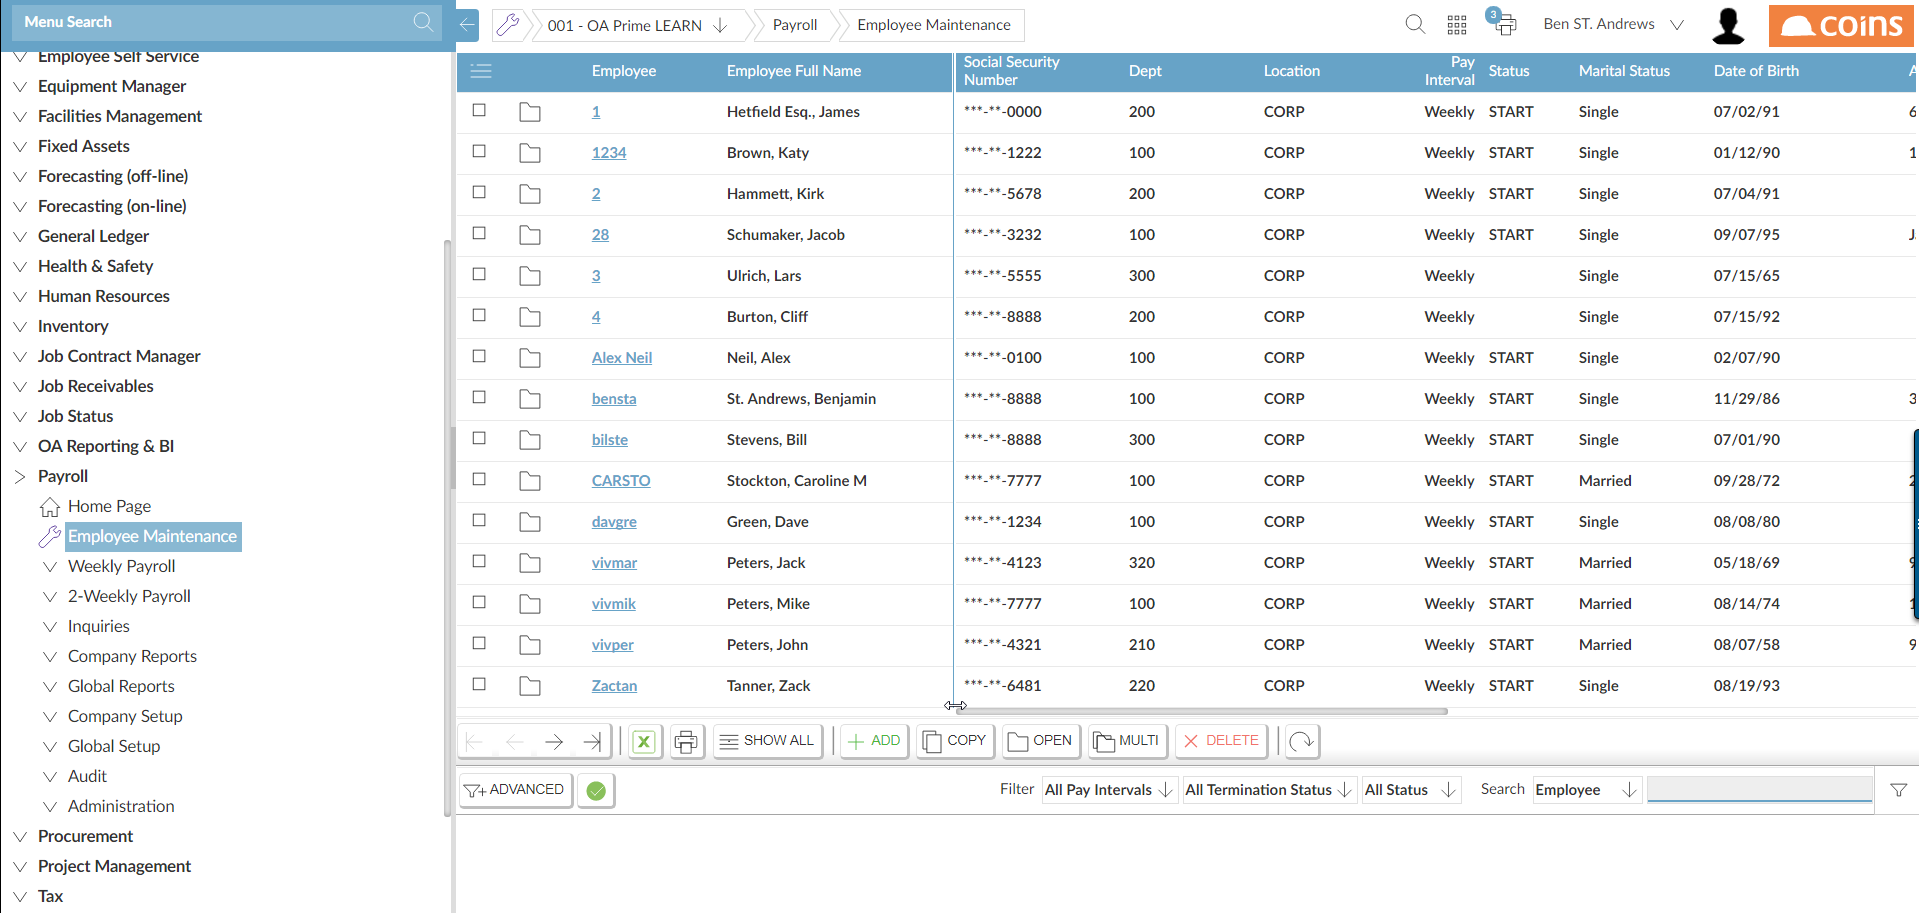 Menu Search
001 - OA Prime LEARN
Payroll
Employee Maintenance
3
Ben ST. Andrews
coins
Employee Self Service
Equipment Manager
Facilities Management
Fixed Assets
Forecasting (off-line)
Forecasting (on-line)
General Ledger
Health & Safety
Human Resources
Inventory
Job Contract Manager
Job Receivables
Job Status
OA Reporting & BI
Payroll
Home Page
Employee Maintenance
Weekly Payroll
2-Weekly Payroll
Inquiries
Company Reports
Global Reports
Company Setup
Global Setup
Audit
Administration
Procurement
Project Management
Tax
Employee Employee Full Name Social Security Number Dept Location Pay Interval Status Marital Status Date of Birth A
1 Hetfield Esq., James ***-**-0000 200 CORP Weekly START Single 07/02/91 6
1234 Brown, Katy ***-**-1222 100 CORP Weekly START Single 01/12/90 1
2 Hammett, Kirk ***-**-5678 200 CORP Weekly START Single 07/04/91
28 Schumaker, Jacob ***-**-3232 100 CORP Weekly START Single 09/07/95 J
3 Ulrich, Lars ***-**-5555 300 CORP Weekly Single 07/15/65
4 Burton, Cliff ***-**-8888 200 CORP Weekly Single 07/15/92
Alex Neil Neil, Alex ***-**-0100 100 CORP Weekly START Single 02/07/90
bensta St. Andrews, Benjamin ***-**-8888 100 CORP Weekly START Single 11/29/86 3
bilste Stevens, Bill ***-**-8888 300 CORP Weekly START Single 07/01/90
CARSTO Stockton, Caroline M ***-**-7777 100 CORP Weekly START Married 09/28/72 2
davgre Green, Dave ***-**-1234 100 CORP Weekly START Single 08/08/80
vivmar Peters, Jack ***-**-4123 320 CORP Weekly START Married 05/18/69 9
vivmik Peters, Mike ***-**-7777 100 CORP Weekly START Married 08/14/74 1
vivper Peters, John ***-**-4321 210 CORP Weekly START Married 08/07/58 9
Zactan Tanner, Zack ***-**-6481 220 CORP Weekly START Single 08/19/93
X SHOW ALL ADD COPY OPEN MULTI DELETE
ADVANCED Filter All Pay Intervals All Termination Status All Status Search Employee